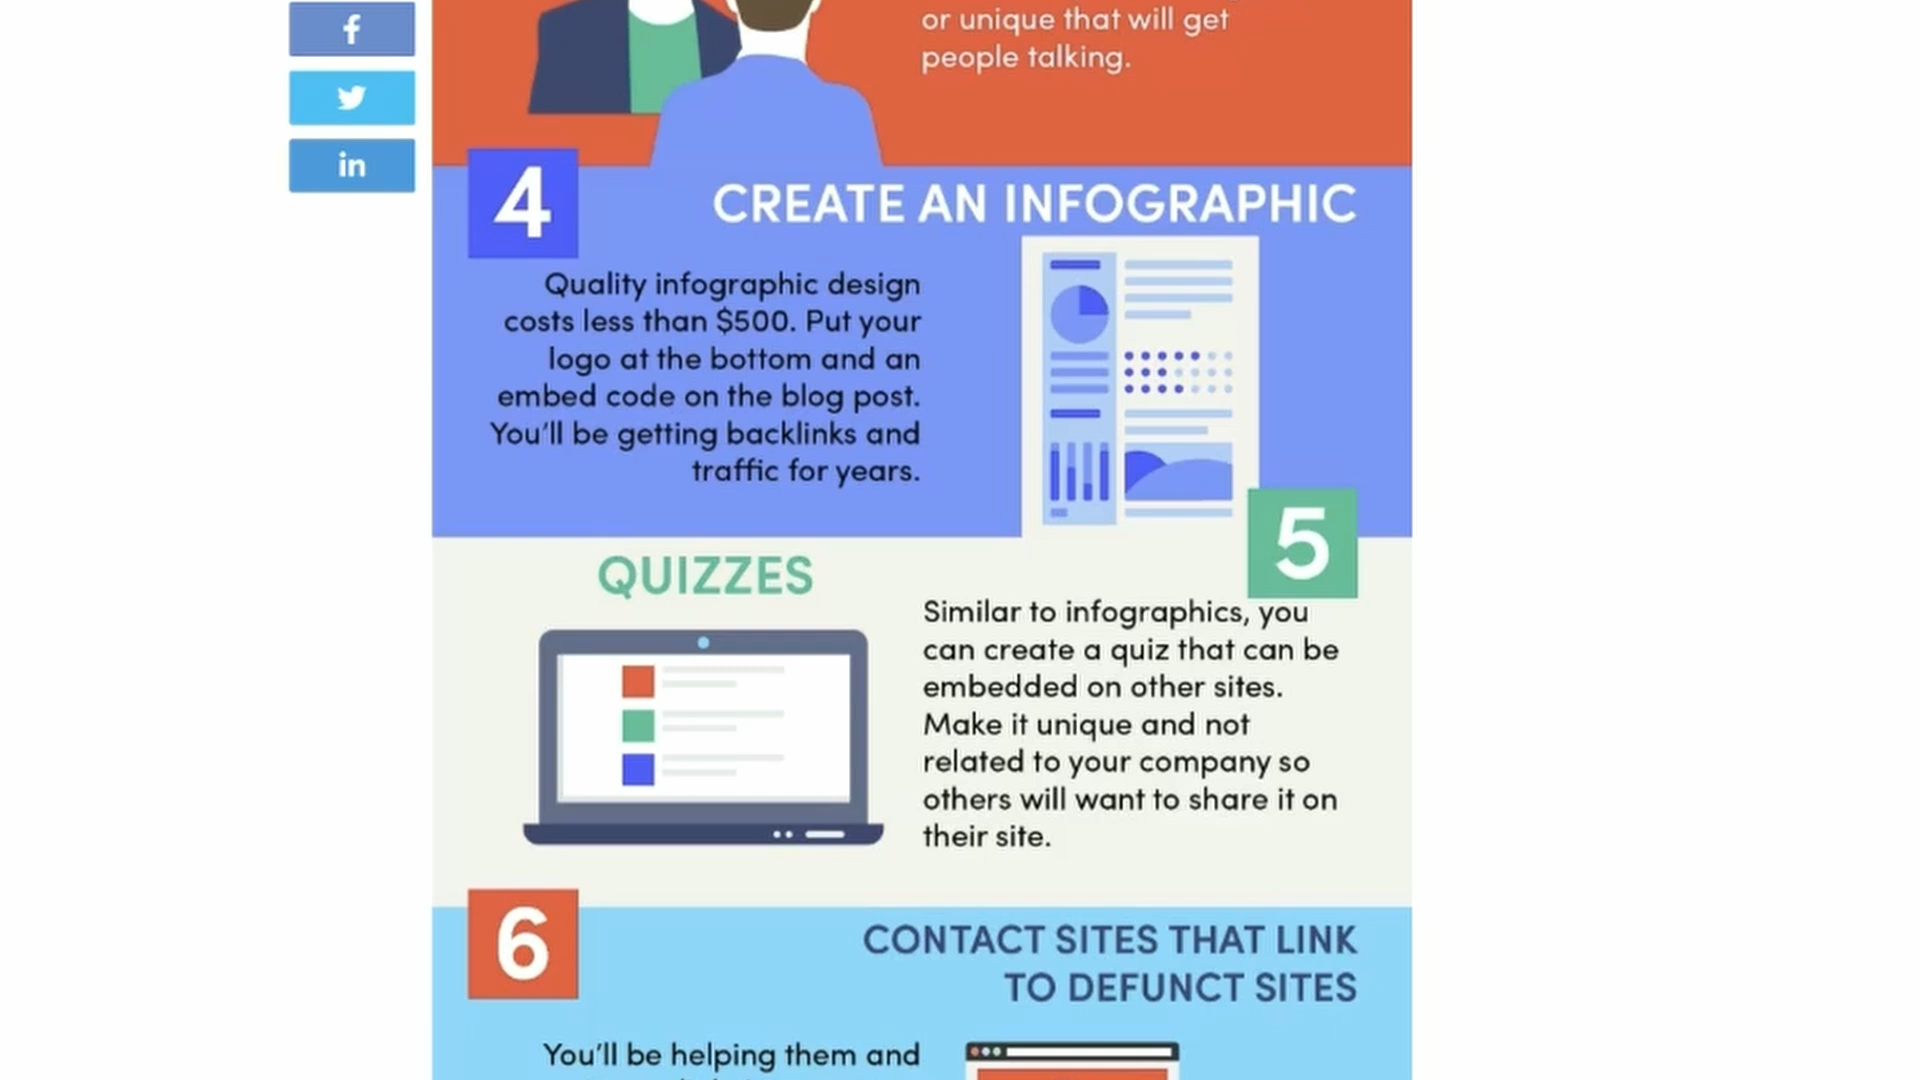 f
in
or unique that will get
people talking.
4
CREATE AN INFOGRAPHIC
Quality infographic design
costs less than $500. Put your
logo at the bottom and an
embed code on the blog post.
You'll be getting backlinks and
traffic for years.
5
QUIZZES
Similar to infographics, you
can create a quiz that can be
embedded on other sites.
Make it unique and not
related to your company so
others will want to share it on
their site.
6
CONTACT SITES THAT LINK
TO DEFUNCT SITES
You'll be helping them and